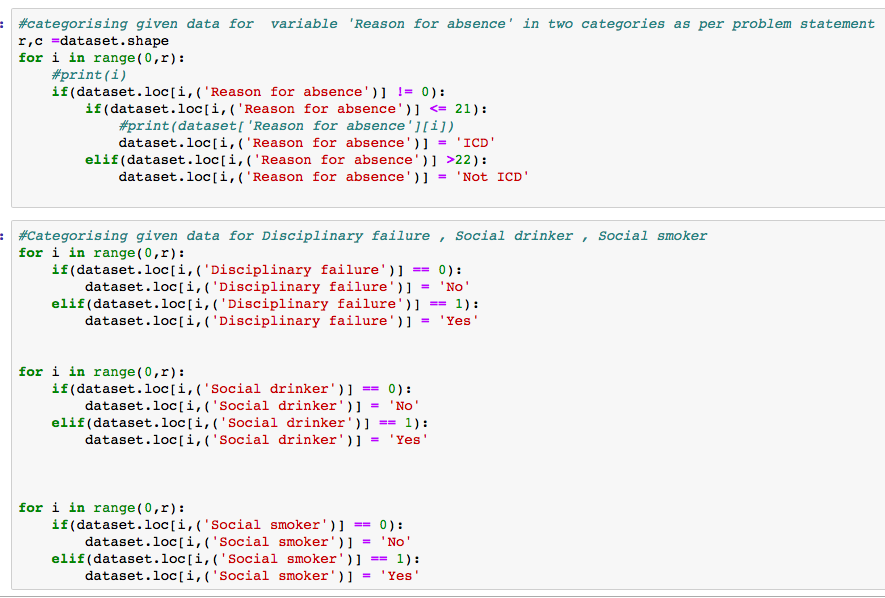 #categorising given data for  variable 'Reason for absence' in two categories as per problem statement
r,c =dataset.shape
for i in range(0,r):
    #print(i)
    if(dataset.loc[i,('Reason for absence')] != 0):
        if(dataset.loc[i,('Reason for absence')] <= 21):
            #print(dataset['Reason for absence'][i])
            dataset.loc[i,('Reason for absence')] = 'ICD'
        elif(dataset.loc[i,('Reason for absence')] >22):
            dataset.loc[i,('Reason for absence')] = 'Not ICD'
#Categorising given data for Disciplinary failure , Social drinker , Social smoker
for i in range(0,r):
    if(dataset.loc[i,('Disciplinary failure')] == 0):
        dataset.loc[i,('Disciplinary failure')] = 'No'
    elif(dataset.loc[i,('Disciplinary failure')] == 1):
        dataset.loc[i,('Disciplinary failure')] = 'Yes'
for i in range(0,r):
    if(dataset.loc[i,('Social drinker')] == 0):
        dataset.loc[i,('Social drinker')] = 'No'
    elif(dataset.loc[i,('Social drinker')] == 1):
        dataset.loc[i,('Social drinker')] = 'Yes'
for i in range(0,r):
    if(dataset.loc[i,('Social smoker')] == 0):
        dataset.loc[i,('Social smoker')] = 'No'
    elif(dataset.loc[i,('Social smoker')] == 1):
        dataset.loc[i,('Social smoker')] = 'Yes'